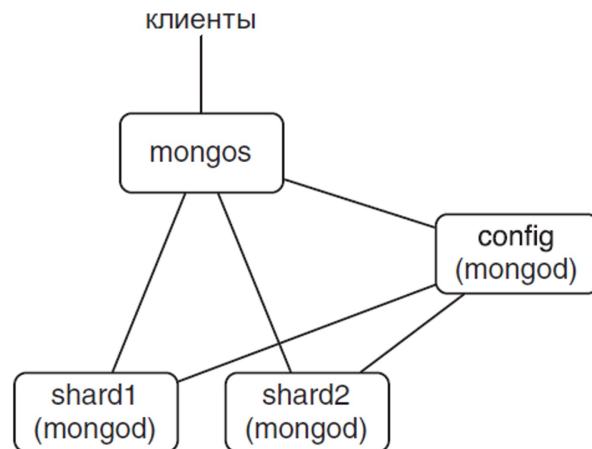 клиенты
mongos
config
(mongod)
shard1
(mongod)
shard2
(mongod)